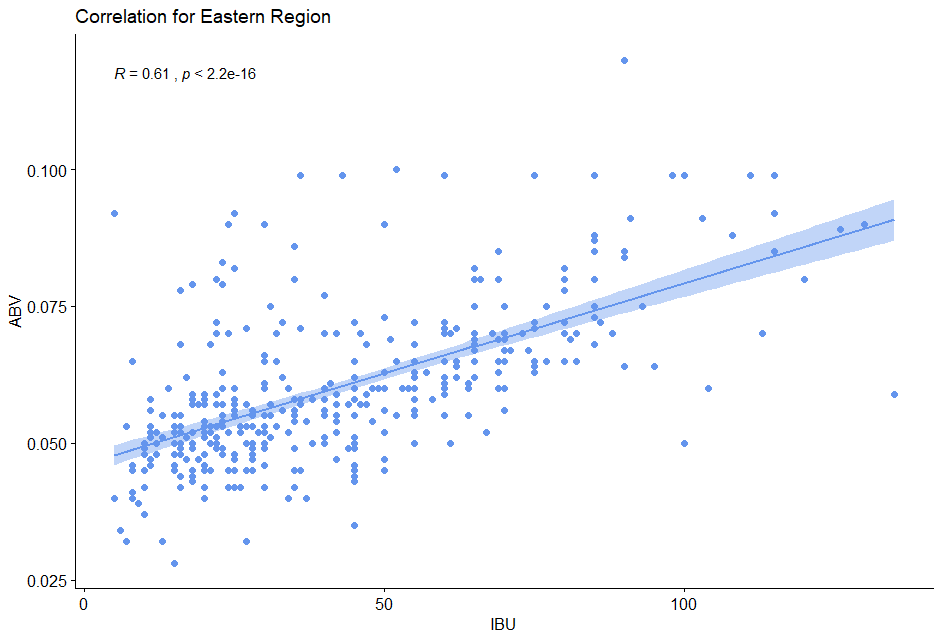 Correlation for Eastern Region
R = 0.61 , p < 2.2e-16
0.100
0.075
ABV
0.050
0.025
0
50
100
IBU